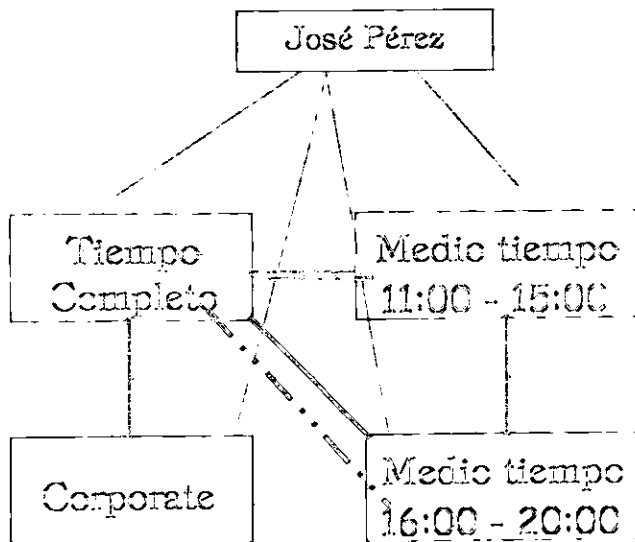 José Pérez
Tiempo
Completo
Medio tiempo
11:00 - 15:00
Corporate
Medio tiempo
16:00 - 20:00